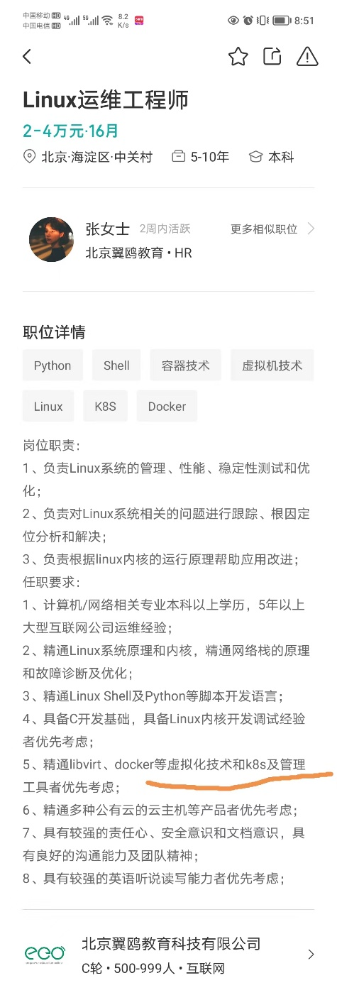 中国移动 HD 4G 5G 8.2 8:51
中国电信 HD K/s
Linux运维工程师
2-4万元·16月
北京·海淀区·中关村 5-10年 本科
张女士 2周内活跃 更多相似职位
北京翼鸥教育 • HR
职位详情
Python Shell 容器技术 虚拟机技术
Linux K8S Docker
岗位职责:
1、负责Linux系统的管理、性能、稳定性测试和优
化;
2、负责对Linux系统相关的问题进行跟踪、根因定
位分析和解决;
3、负责根据linux内核的运行原理帮助应用改进;
任职要求:
1、计算机/网络相关专业本科以上学历，5年以上
大型互联网公司运维经验;
2、精通Linux系统原理和内核，精通网络栈的原理
和故障诊断及优化;
3、精通Linux Shell及Python等脚本开发语言;
4、具备C开发基础，具备Linux内核开发调试经验
者优先考虑;
5、精通libvirt、docker等虚拟化技术和k8s及管理
工具者优先考虑;
6、精通多种公有云的云主机等产品者优先考虑;
7、具有较强的责任心、安全意识和文档意识，具
有良好的沟通能力及团队精神;
8、具有较强的英语听说读写能力者优先考虑;
eeo
北京翼鸥教育科技有限公司
C轮 • 500-999人 • 互联网